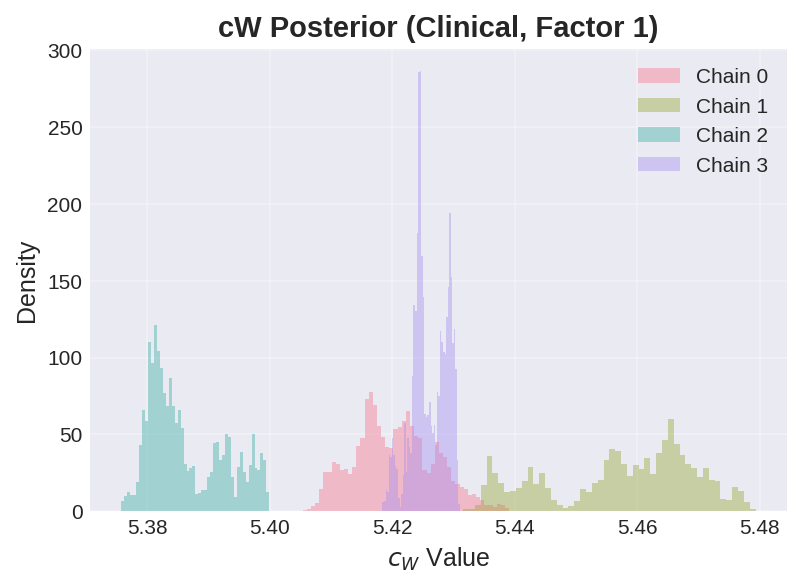 cW Posterior (Clinical, Factor 1)
Chain 0
Chain 1
Chain 2
Chain 3
Density
300
250
200
150
100
50
0
5.38 5.40 5.42 5.44 5.46 5.48
c_W Value